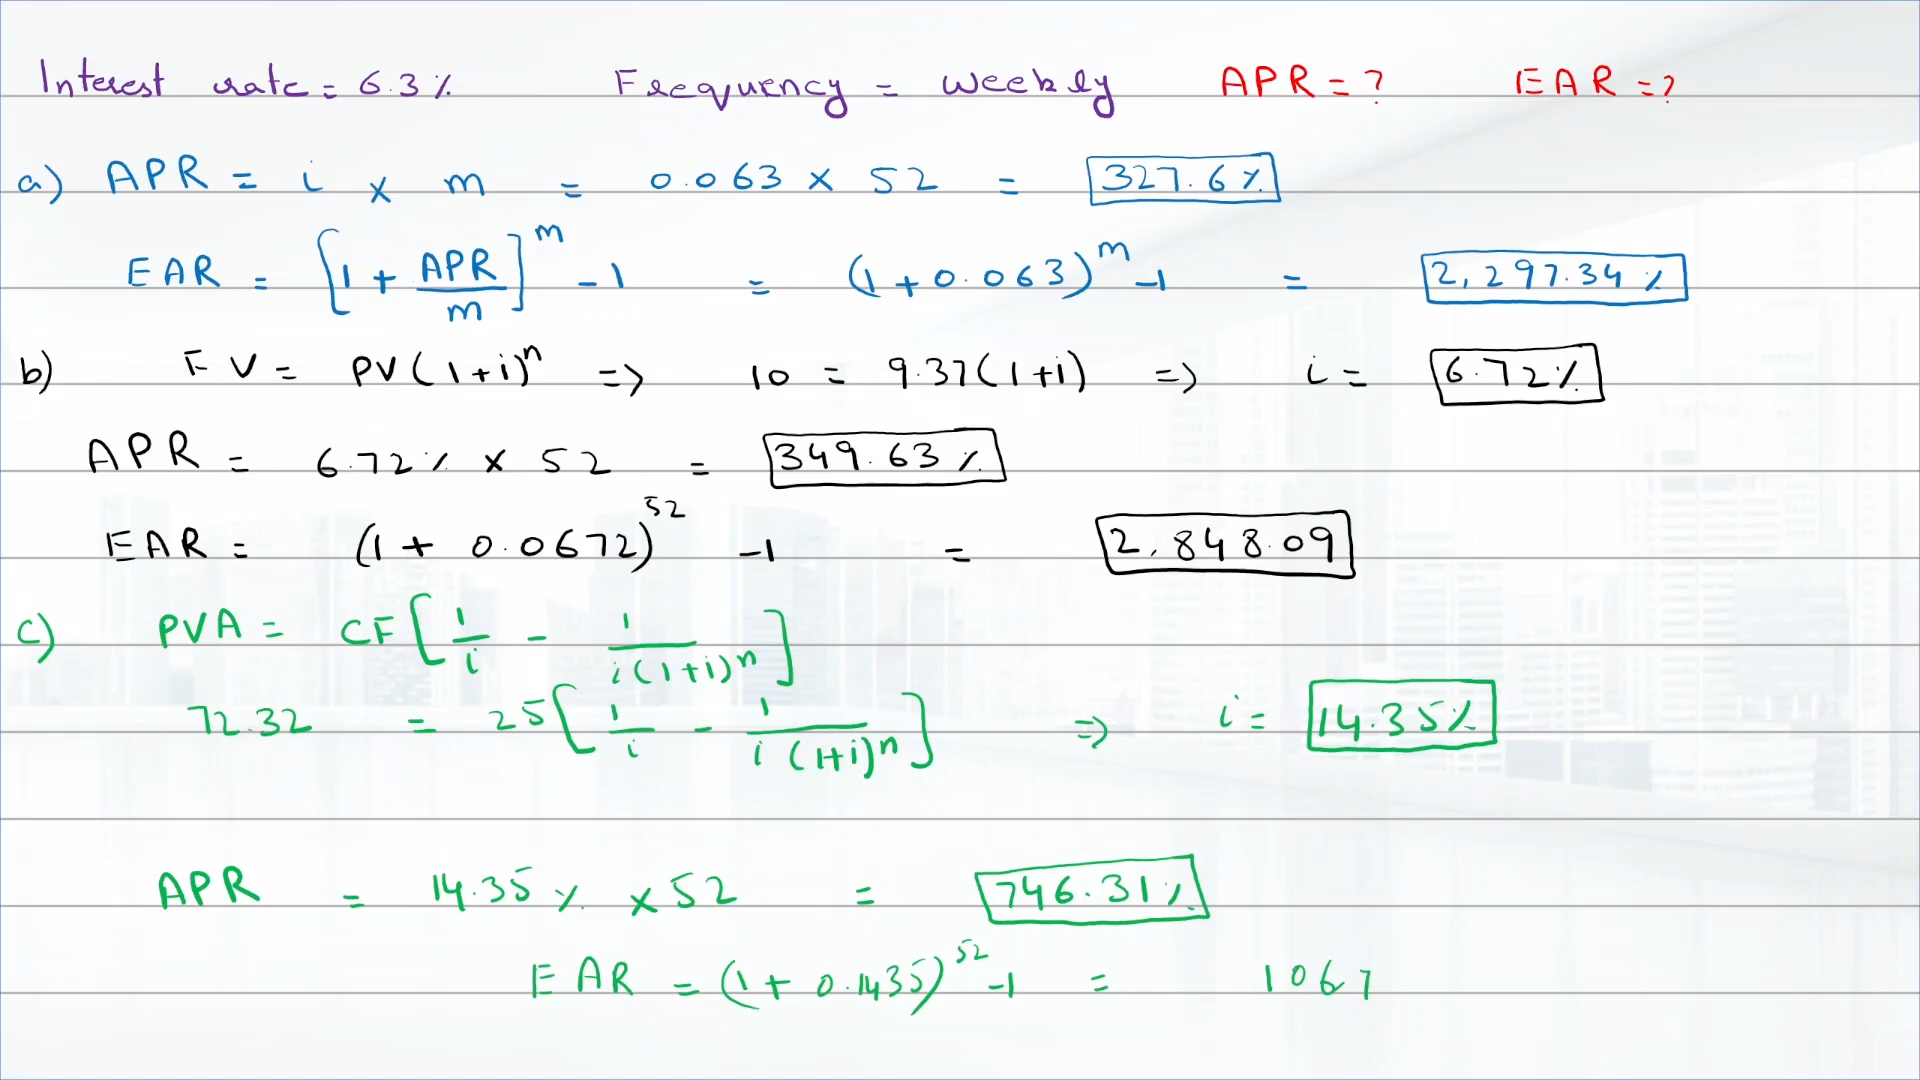 Interest rate = 6.3% Frequency = weekly APR = ? EAR = ?
a) APR = i × m = 0.063 × 52 = 327.6%
EAR = [1 + APR/m]^m - 1 = (1 + 0.063)^m - 1 = 2,297.34%
b) FV = PV(1+i)^n => 10 = 9.37(1+i) => i = 6.72%
APR = 6.72% × 52 = 349.63%
EAR = (1 + 0.0672)^52 - 1 = 2,848.09
c) PVA = CF[1/i - 1/i(1+i)^n]
72.32 = 25[1/i - 1/i(1+i)^n] => i = 14.35%
APR = 14.35% × 52 = 746.31%
EAR = (1 + 0.1435)^52 - 1 = 1067